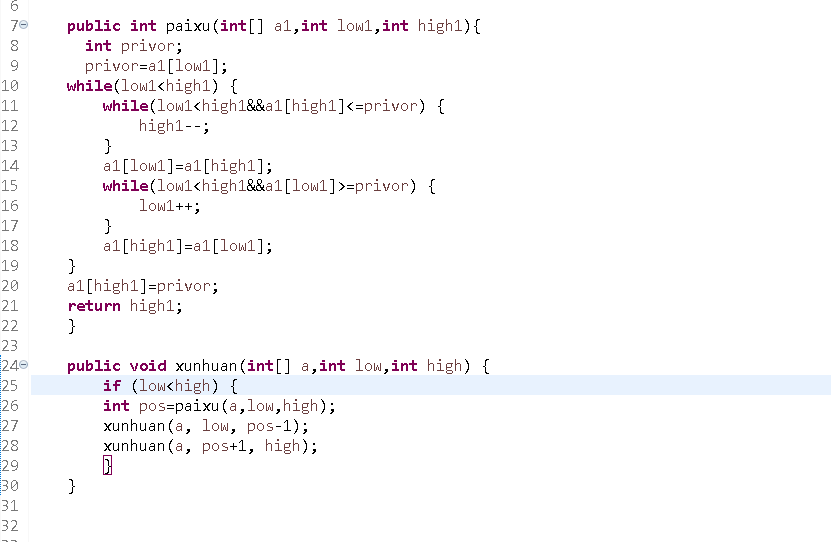 6
7 public int paixu(int[] a1,int low1,int high1){
8 int privor;
9 privor=a1[low1];
10 while(low1<high1) {
11 while(low1<high1&&a1[high1]<=privor) {
12 high1--;
13 }
14 a1[low1]=a1[high1];
15 while(low1<high1&&a1[low1]>=privor) {
16 low1++;
17 }
18 a1[high1]=a1[low1];
19 }
20 a1[high1]=privor;
21 return high1;
22 }
23
24 public void xunhuan(int[] a,int low,int high) {
25 if (low<high) {
26 int pos=paixu(a,low,high);
27 xunhuan(a, low, pos-1);
28 xunhuan(a, pos+1, high);
29 }
30 }
31
32